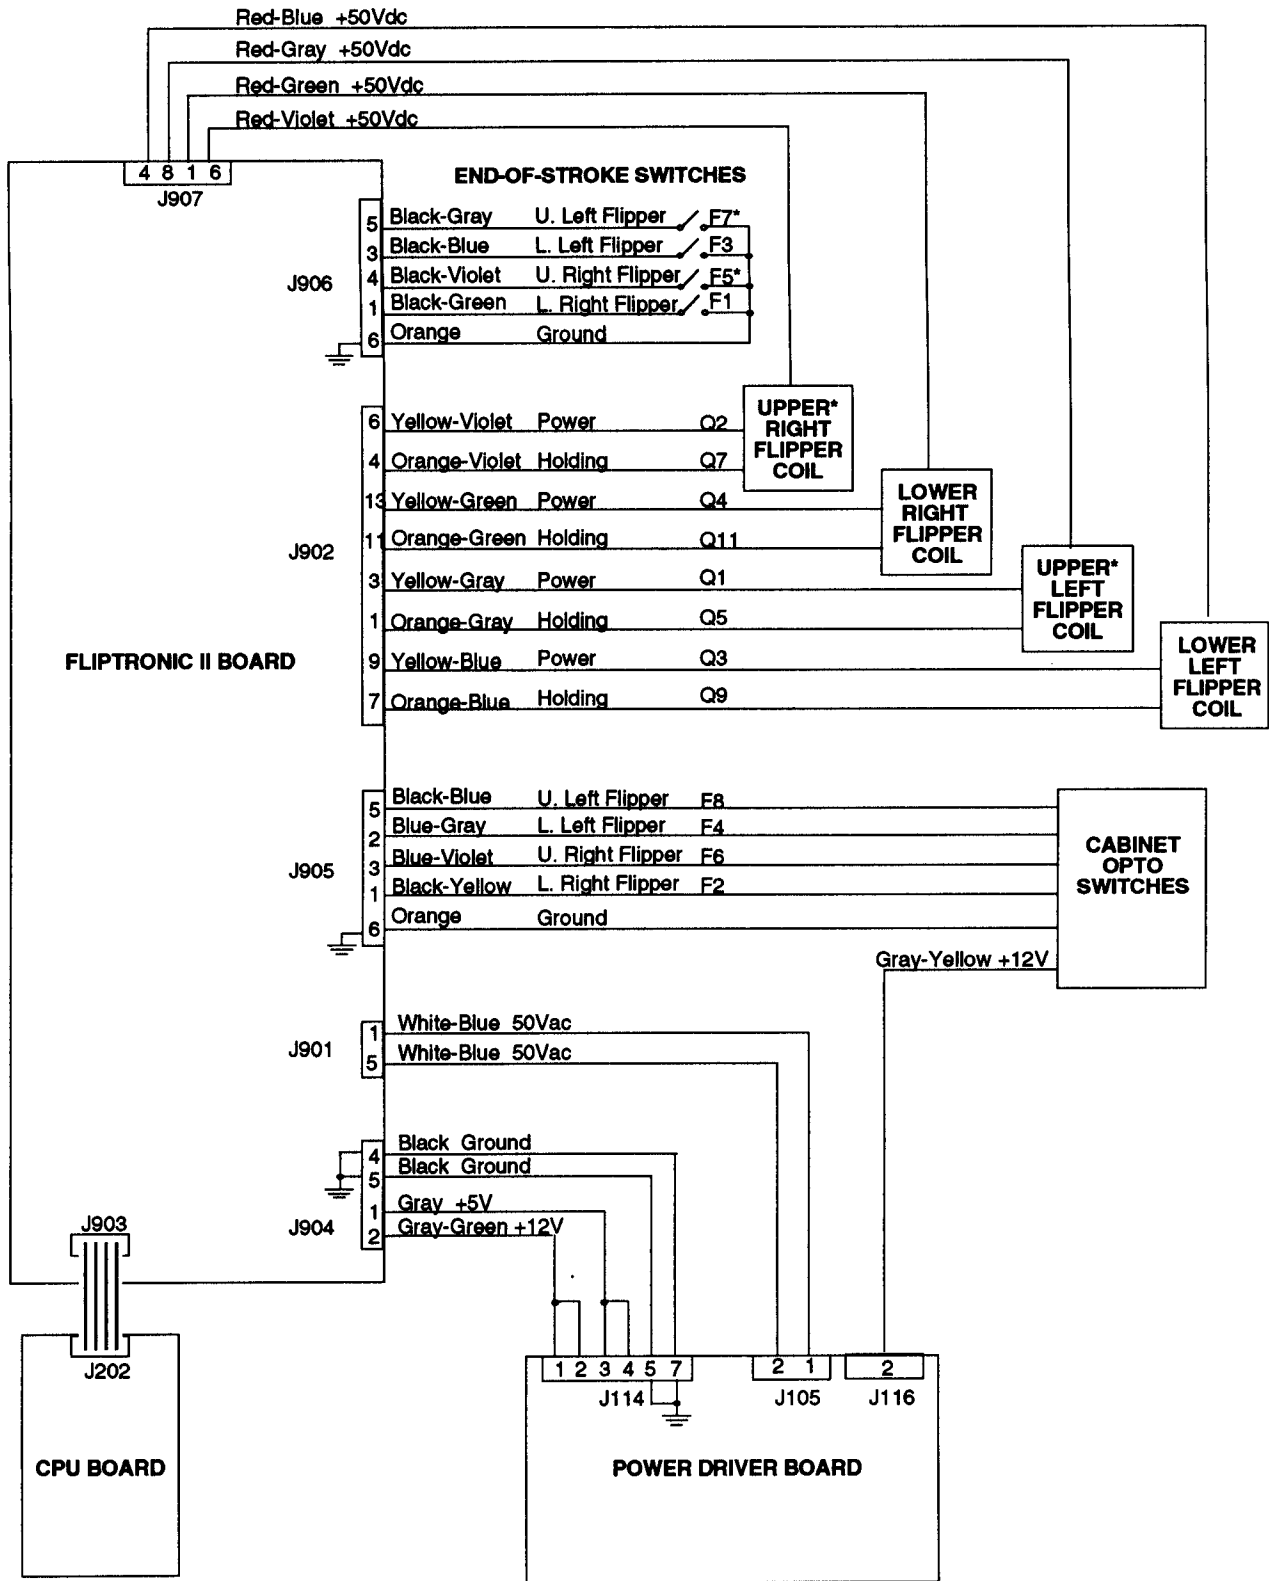 Red-Blue +50Vdc
Red-Gray +50Vdc
Red-Green +50Vdc
Red-Violet +50Vdc
4 8 1 6
J907
END-OF-STROKE SWITCHES
5 Black-Gray U. Left Flipper F7*
3 Black-Blue L. Left Flipper F3
4 Black-Violet U. Right Flipper F5*
J906
1 Black-Green L. Right Flipper F1
6 Orange Ground
UPPER*
RIGHT
FLIPPER
COIL
6 Yellow-Violet Power Q2
4 Orange-Violet Holding Q7
LOWER
RIGHT
FLIPPER
COIL
13 Yellow-Green Power Q4
11 Orange-Green Holding Q11
J902
UPPER*
LEFT
FLIPPER
COIL
3 Yellow-Gray Power Q1
1 Orange-Gray Holding Q5
LOWER
LEFT
FLIPPER
COIL
FLIPTRONIC II BOARD
9 Yellow-Blue Power Q3
7 Orange-Blue Holding Q9
5 Black-Blue U. Left Flipper F8
2 Blue-Gray L. Left Flipper F4
3 Blue-Violet U. Right Flipper F6
J905
1 Black-Yellow L. Right Flipper F2
6 Orange Ground
CABINET
OPTO
SWITCHES
Gray-Yellow +12V
1 White-Blue 50Vac
J901
5 White-Blue 50Vac
4 Black Ground
5 Black Ground
1 Gray +5V
J904
2 Gray-Green +12V
J903
J202
CPU BOARD
1 2 3 4 5 7
J114
2 1
J105
2
J116
POWER DRIVER BOARD